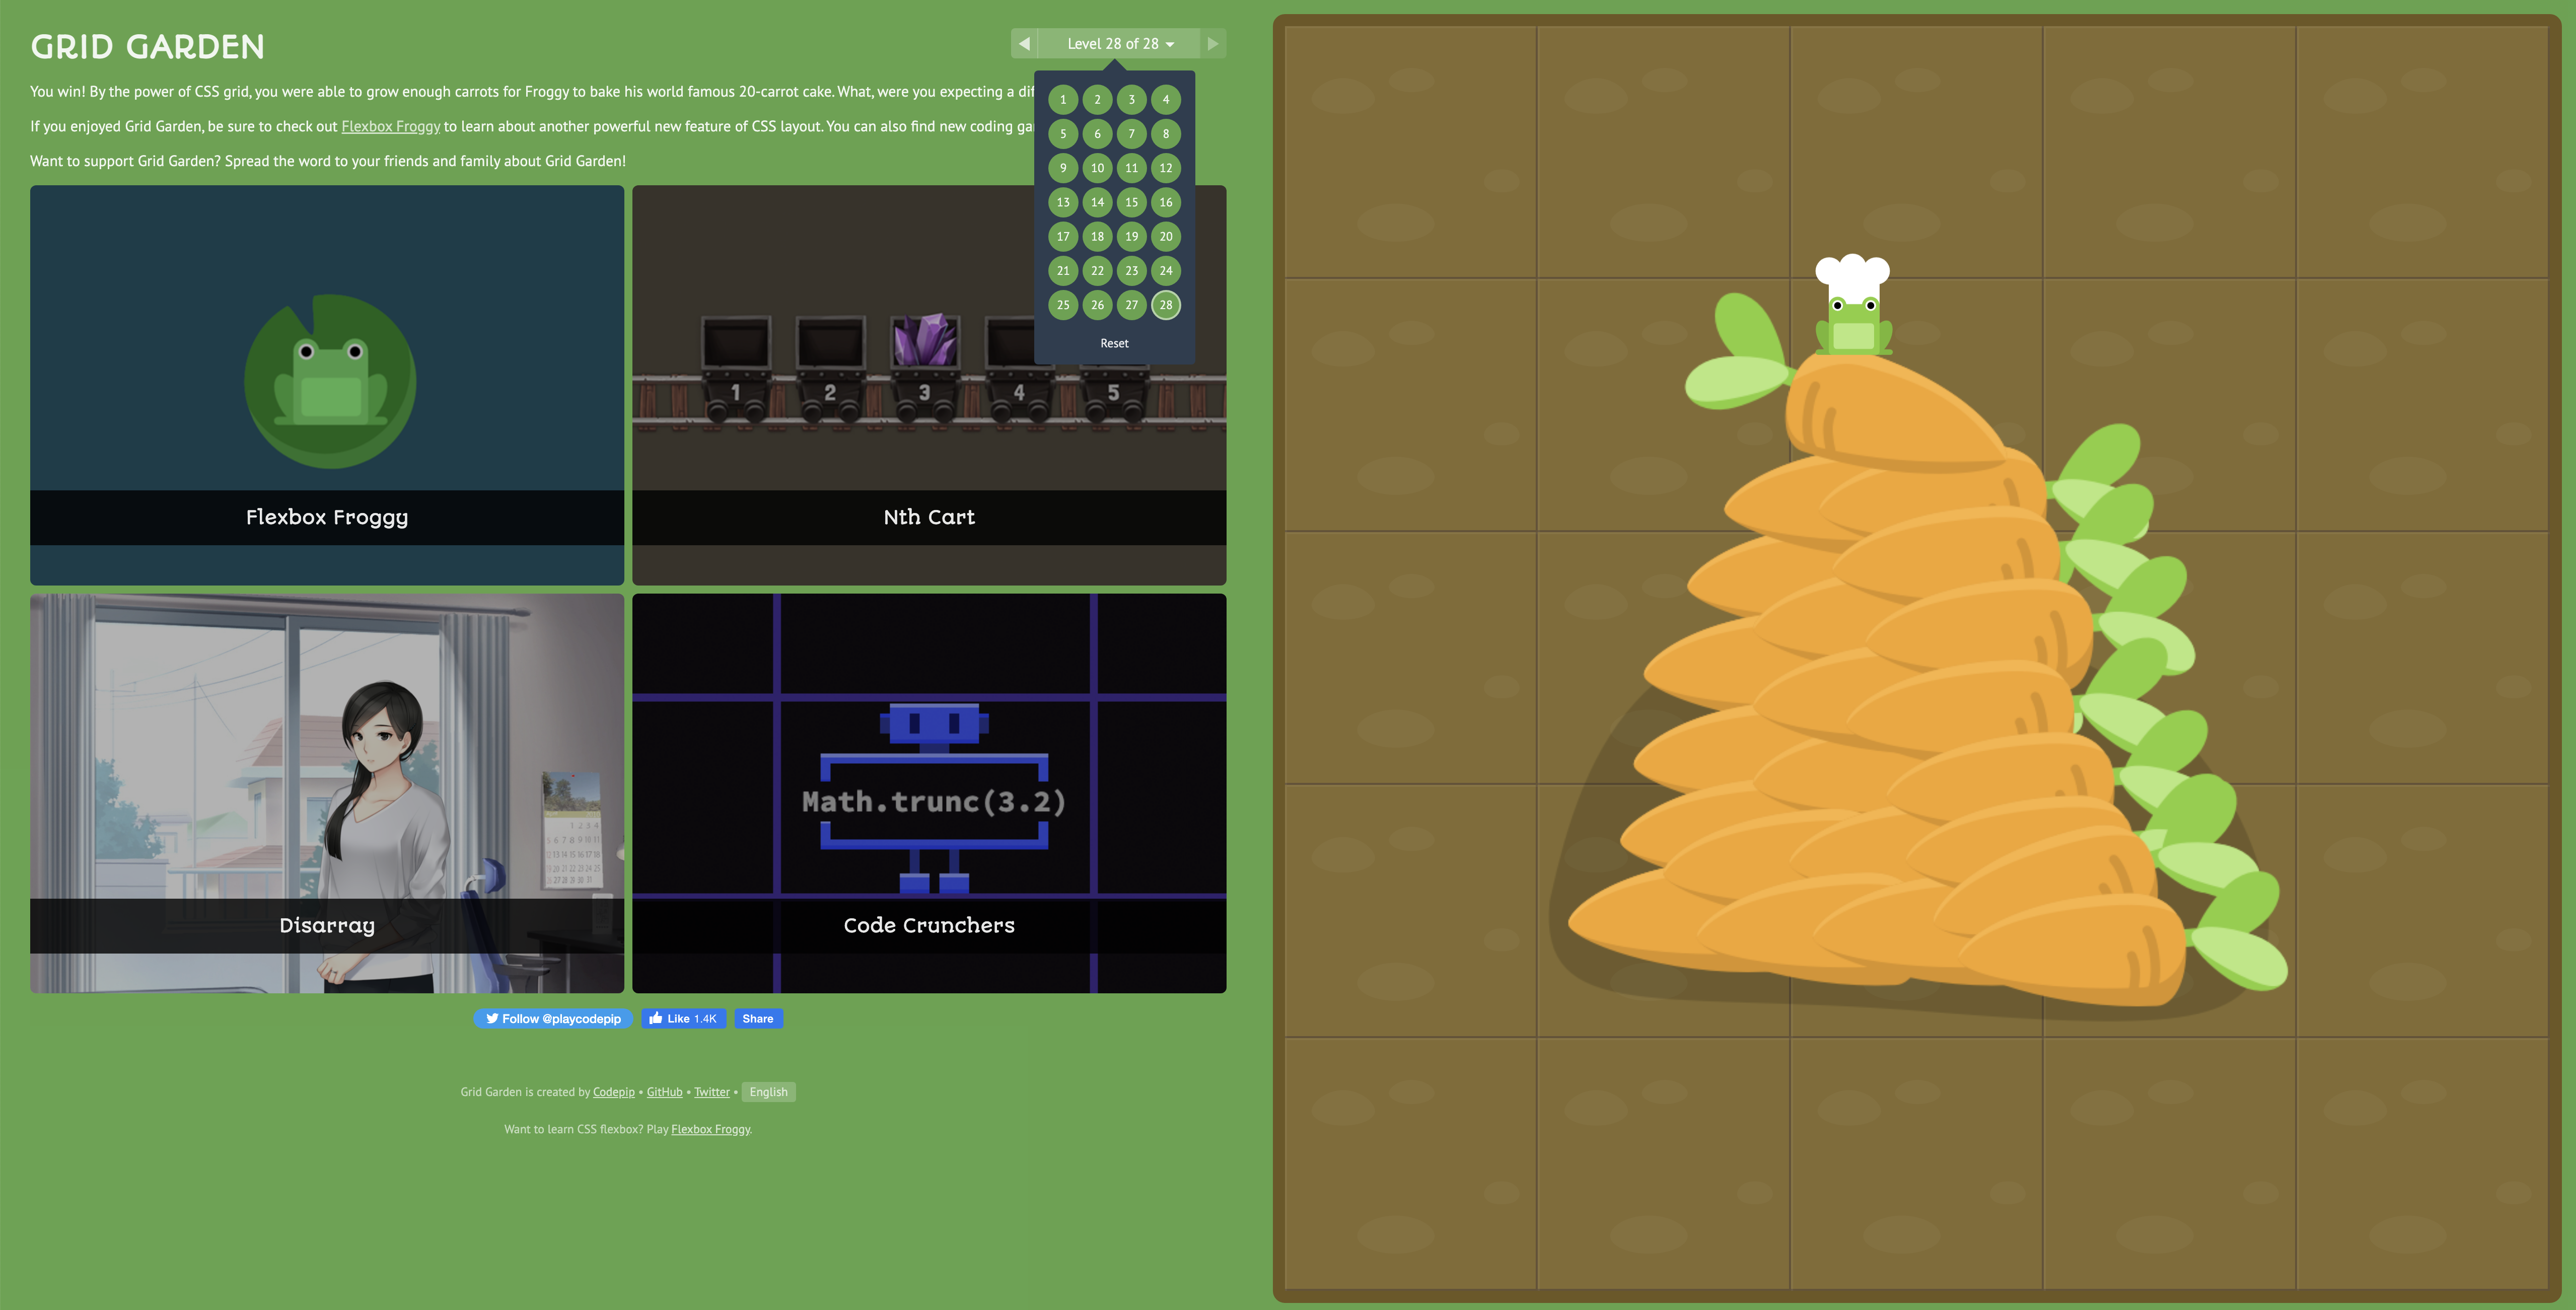 GRID GARDEN
Level 28 of 28
You win! By the power of CSS grid, you were able to grow enough carrots for Froggy to bake his world famous 20-carrot cake. What, were you expecting a
If you enjoyed Grid Garden, be sure to check out Flexbox Froggy to learn about another powerful new feature of CSS layout. You can also find new coding
Want to support Grid Garden? Spread the word to your friends and family about Grid Garden!
1 2 3 4
5 6 7 8
9 10 11 12
13 14 15 16
17 18 19 20
21 22 23 24
25 26 27 28
Reset
Flexbox Froggy
1 2 3 4 5
Nth Cart
Disarray
Math.trunc(3.2)
Code Crunchers
Follow @playcodepip
Like 1.4K
Share
Grid Garden is created by Codepip • GitHub • Twitter • English
Want to learn CSS flexbox? Play Flexbox Froggy.